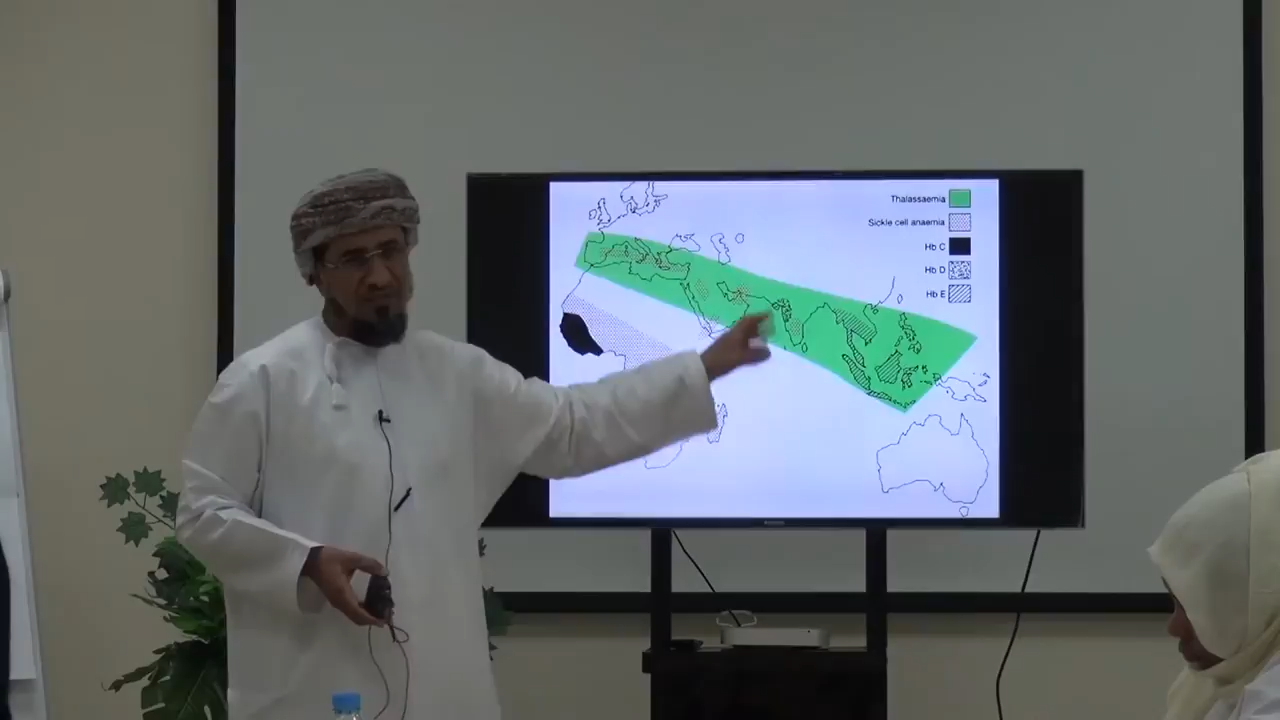 Thalassaemia
Sickle cell anaemia
Hb C
Hb D
Hb E